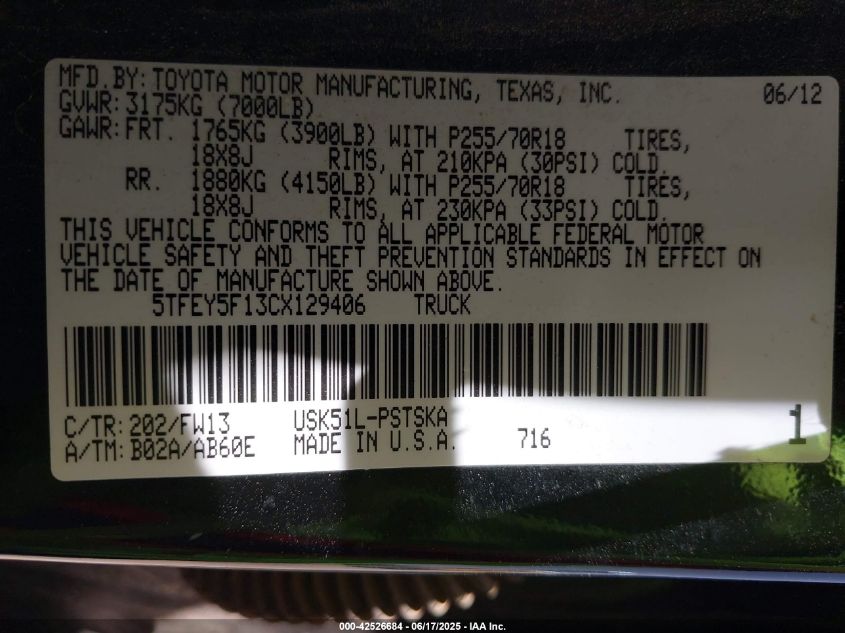 MFD. BY: TOYOTA MOTOR MANUFACTURING, TEXAS, INC. 06/12
GVWR: 3175KG (7000LB)
GAWR: FRT. 1765KG (3900LB) WITH P255/70R18 TIRES,
18X8J RIMS, AT 210KPA (30PSI) COLD.
RR. 1880KG (4150LB) WITH P255/70R18 TIRES,
18X8J RIMS, AT 230KPA (33PSI) COLD.
THIS VEHICLE CONFORMS TO ALL APPLICABLE FEDERAL MOTOR
VEHICLE SAFETY AND THEFT PREVENTION STANDARDS IN EFFECT ON
THE DATE OF MANUFACTURE SHOWN ABOVE.
5TFEY5F13CX129406 TRUCK
C/TR: 202/FW13 USK51L-PSTSKA
A/TM: B02A/AB60E MADE IN U.S.A. 716 1
000-42526684 - 06/17/2025 - IAA Inc.